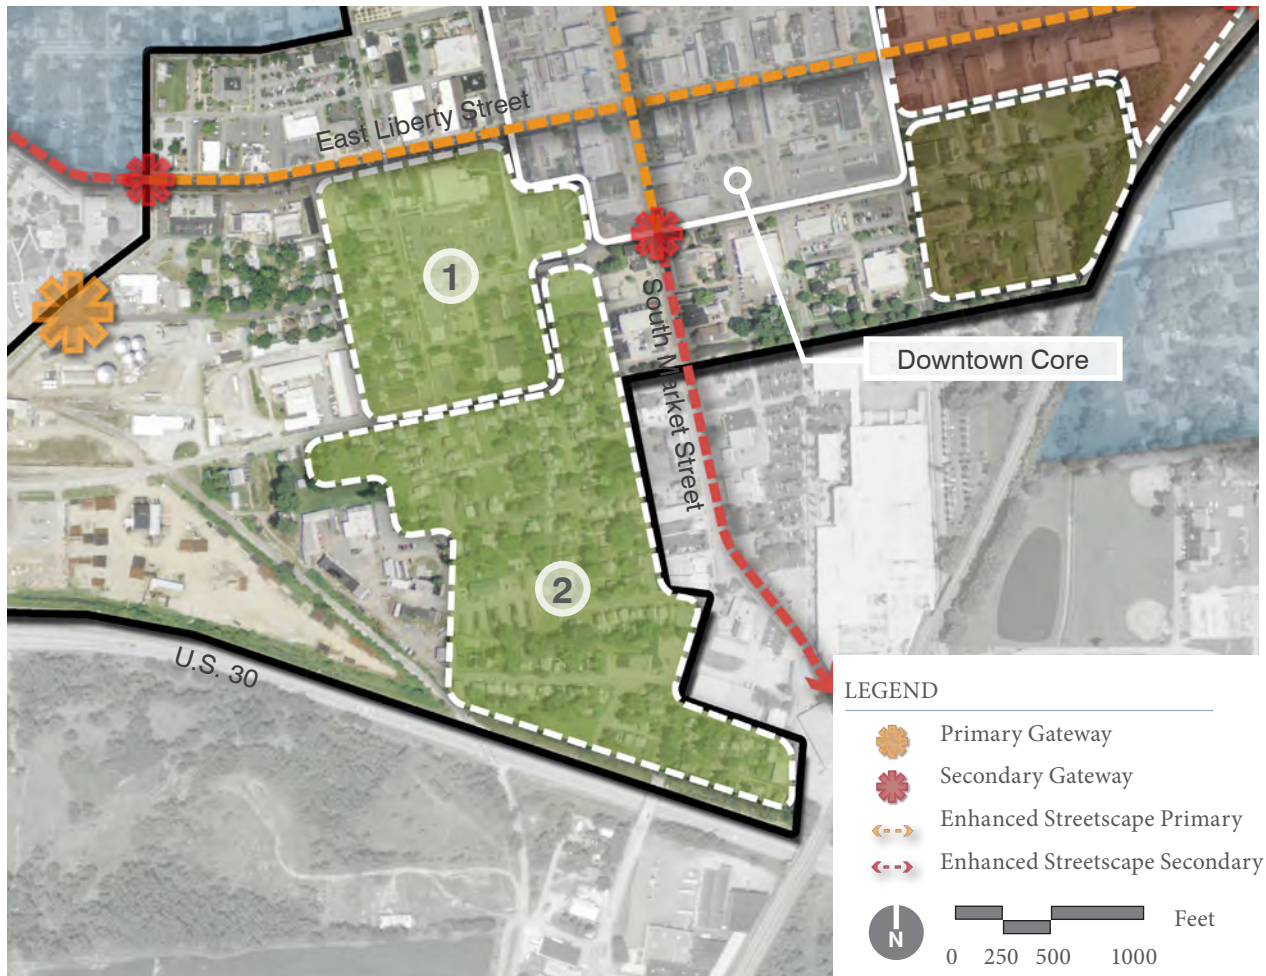 East Liberty Street
1
South Market Street
Downtown Core
2
U.S. 30
LEGEND
Primary Gateway
Secondary Gateway
Enhanced Streetscape Primary
Enhanced Streetscape Secondary
N
Feet
0 250 500 1000